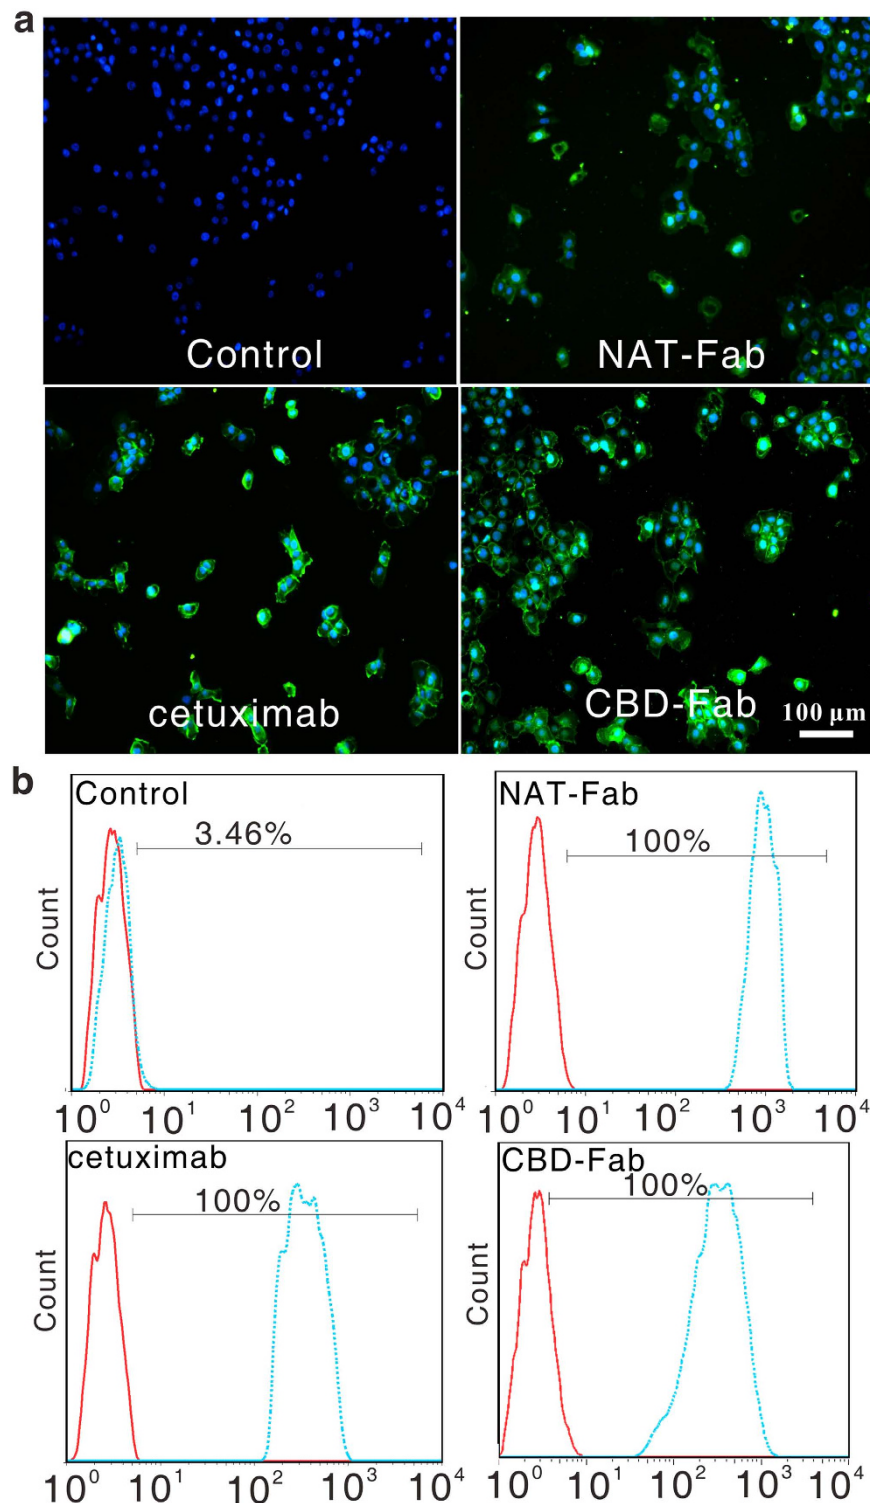 a
Control
NAT-Fab
cetuximab
CBD-Fab
100 µm
b
Control
3.46%
Count
10⁰ 10¹ 10² 10³ 10⁴
NAT-Fab
100%
Count
10⁰ 10¹ 10² 10³ 10⁴
cetuximab
100%
Count
10⁰ 10¹ 10² 10³ 10⁴
CBD-Fab
100%
Count
10⁰ 10¹ 10² 10³ 10⁴